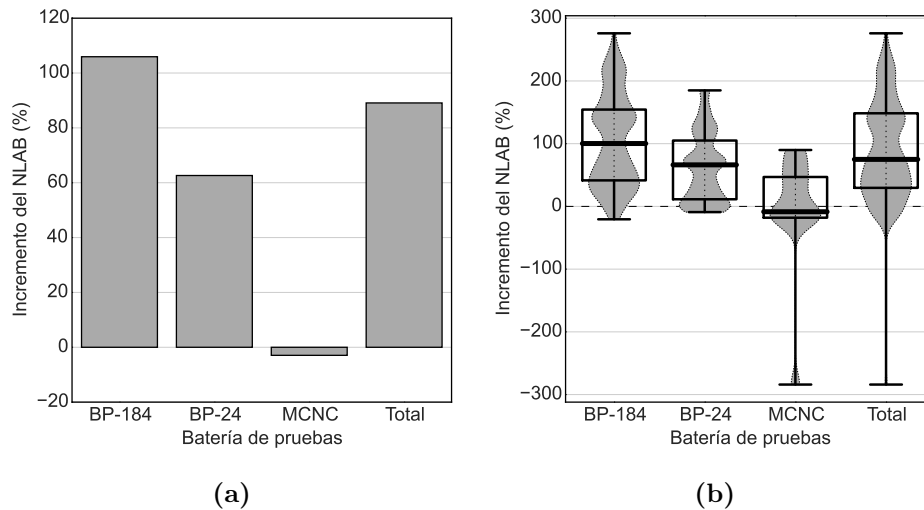 120
100
80
60
40
20
0
−20
Incremento del NLAB (%)
BP-184 BP-24 MCNC Total
Batería de pruebas
(a)
300
200
100
0
−100
−200
−300
Incremento del NLAB (%)
BP-184 BP-24 MCNC Total
Batería de pruebas
(b)